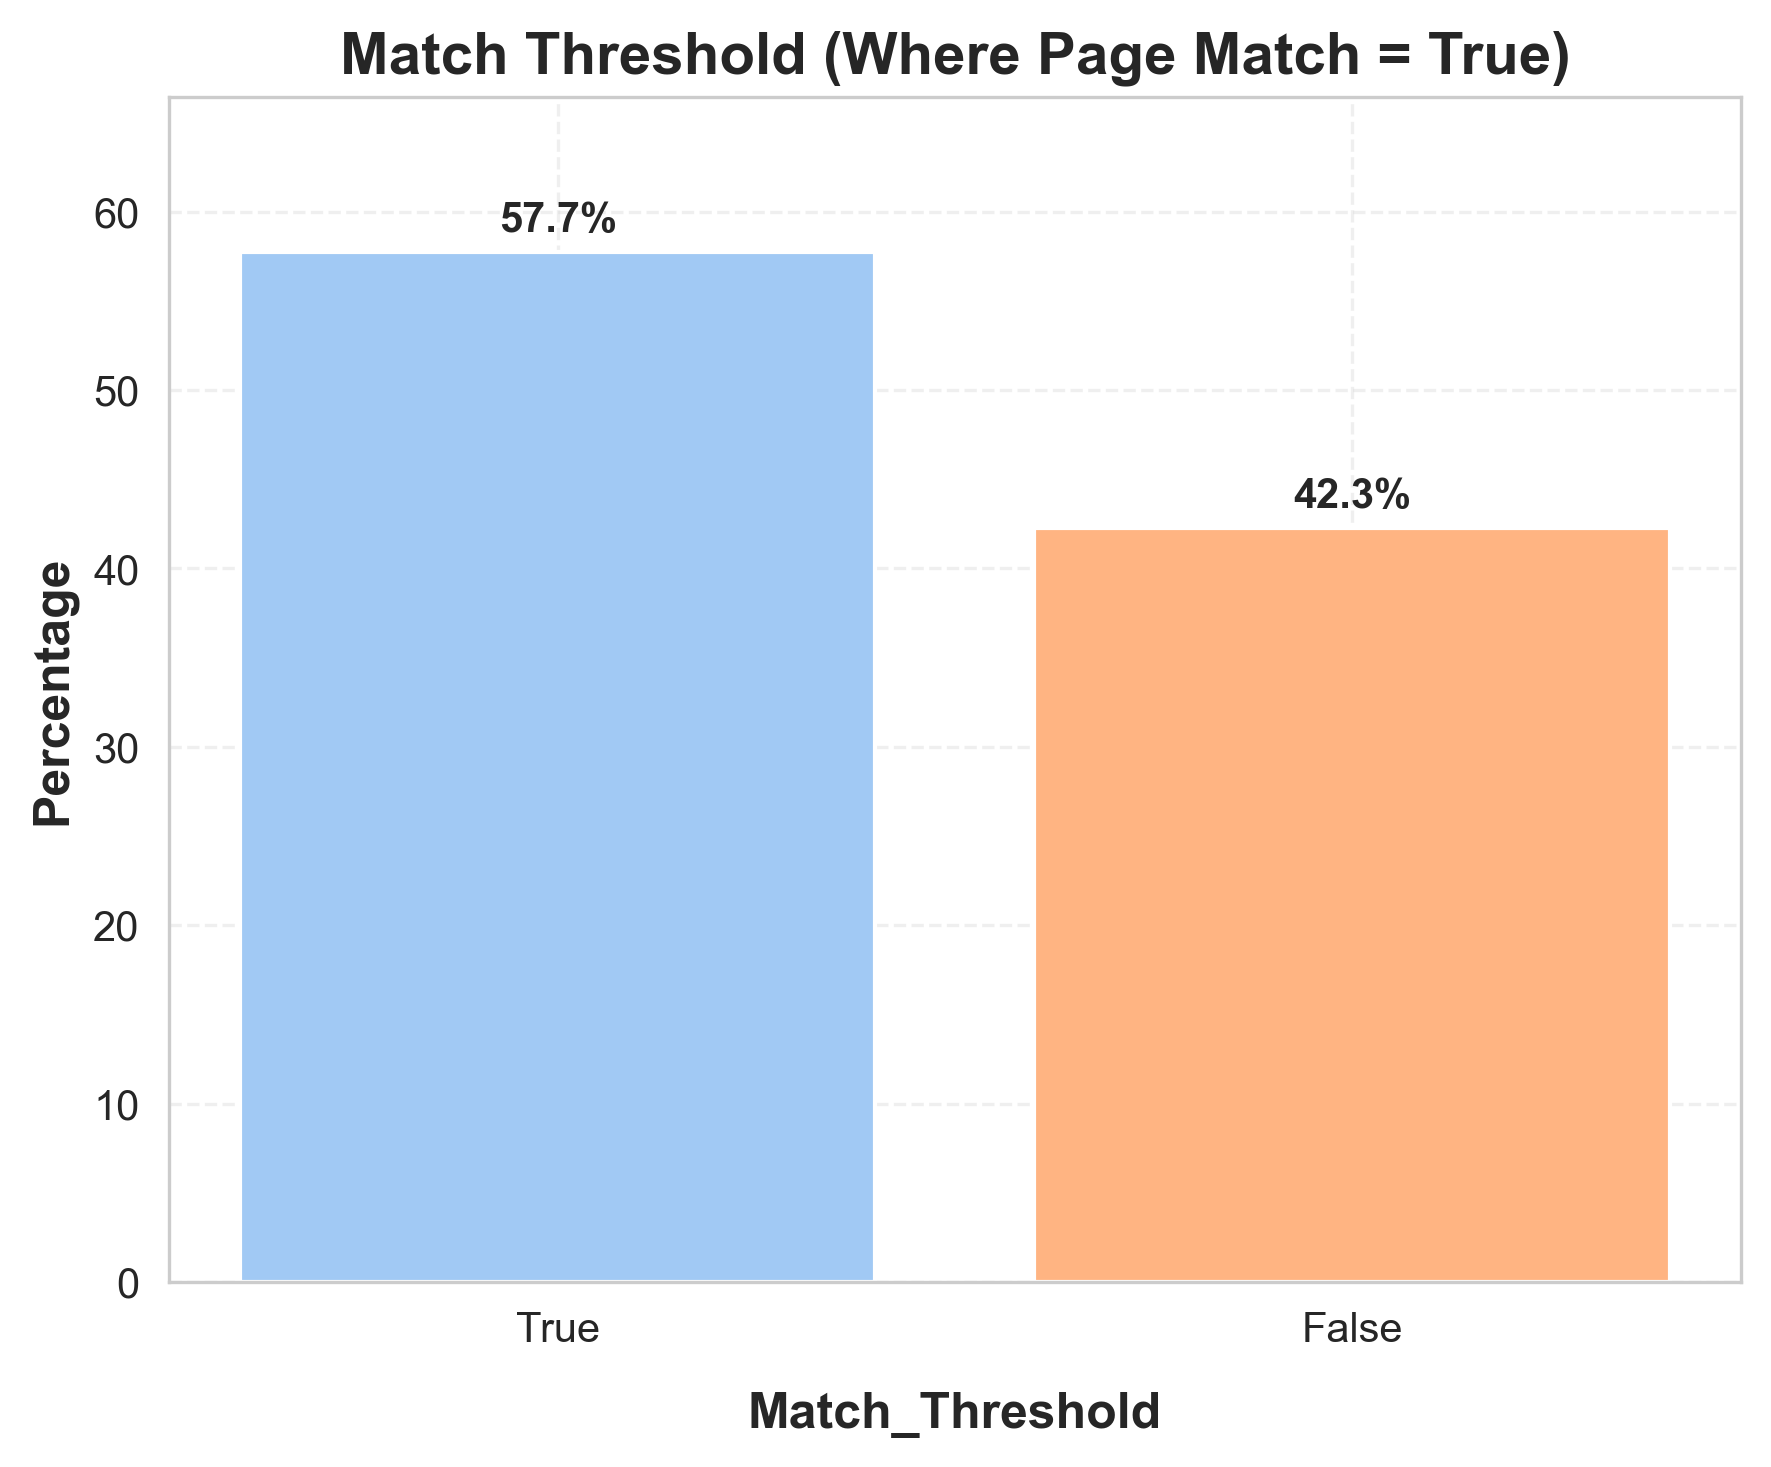 Match Threshold (Where Page Match = True)
60
57.7%
50
42.3%
40
Percentage
30
20
10
0
True
False
Match_Threshold